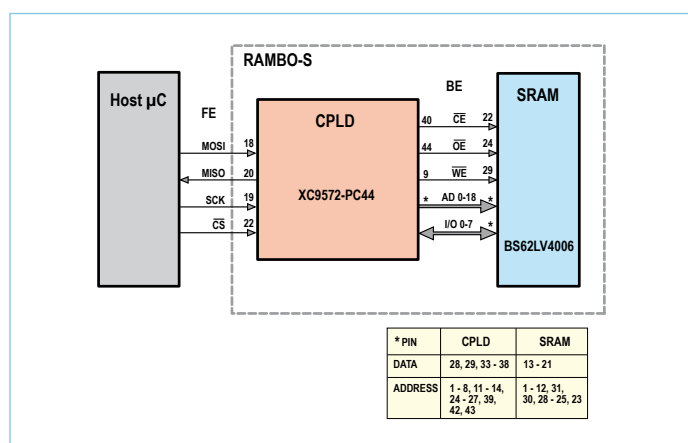 RAMBO-S
Host µC
FE
CPLD
BE
SRAM
MOSI 18
MISO 20
SCK 19
CS 22
XC9572-PC44
40 CE 22
44 OE 24
9 WE 29
* AD 0-18 *
I/O 0-7 *
BS62LV4006
* PIN CPLD SRAM
DATA 28, 29, 33 - 38 13 - 21
ADDRESS 1 - 8, 11 - 14, 1 - 12, 31,
24 - 27, 39, 30, 28 - 25, 23
42, 43